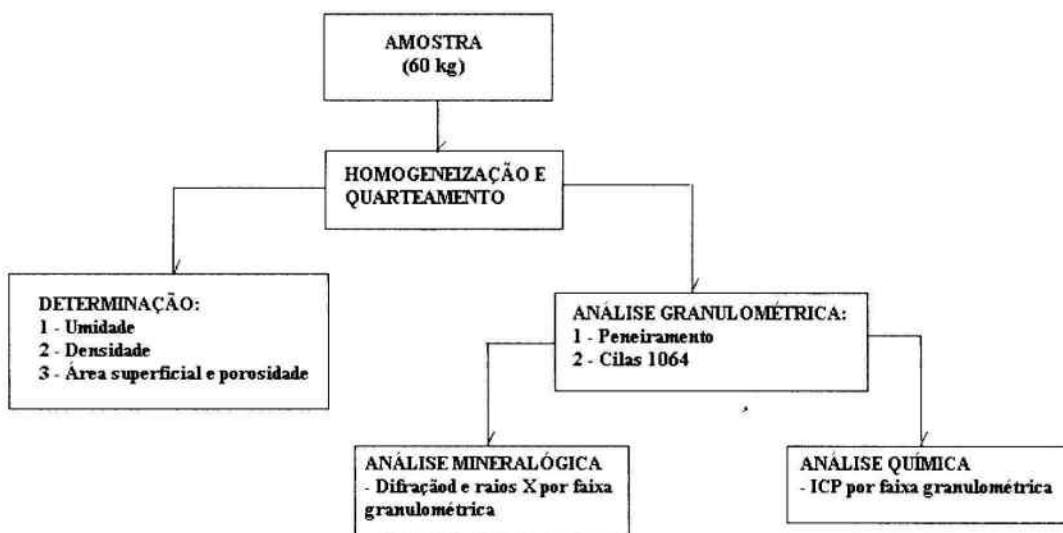 AMOSTRA
(60 kg)
HOMOGENEIZAÇÃO E
QUARTEAMENTO
DETERMINAÇÃO:
1 - Umidade
2 - Densidade
3 - Área superficial e porosidade
ANÁLISE GRANULOMÉTRICA:
1 - Peneiramento
2 - Cilas 1064
ANÁLISE MINERALÓGICA
- Difraçãod e raios X por faixa
granulométrica
ANÁLISE QUÍMICA
- ICP por faixa granulométrica